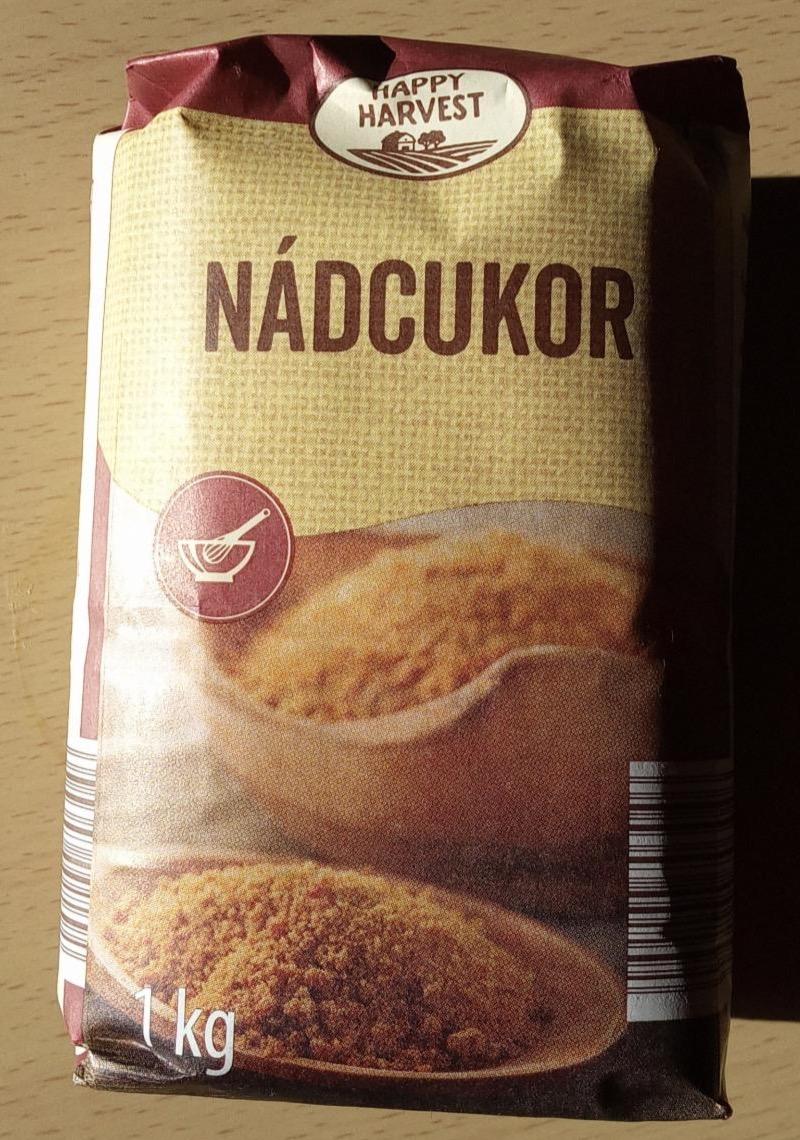 HAPPY
HARVEST
NÁDCUKOR
1 kg